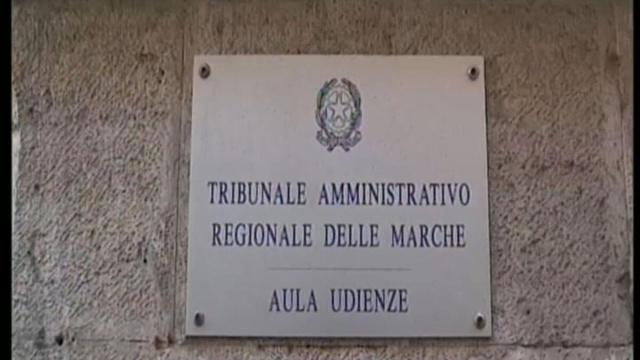 TRIBUNALE AMMINISTRATIVO
REGIONALE DELLE MARCHE
AULA UDIENZE